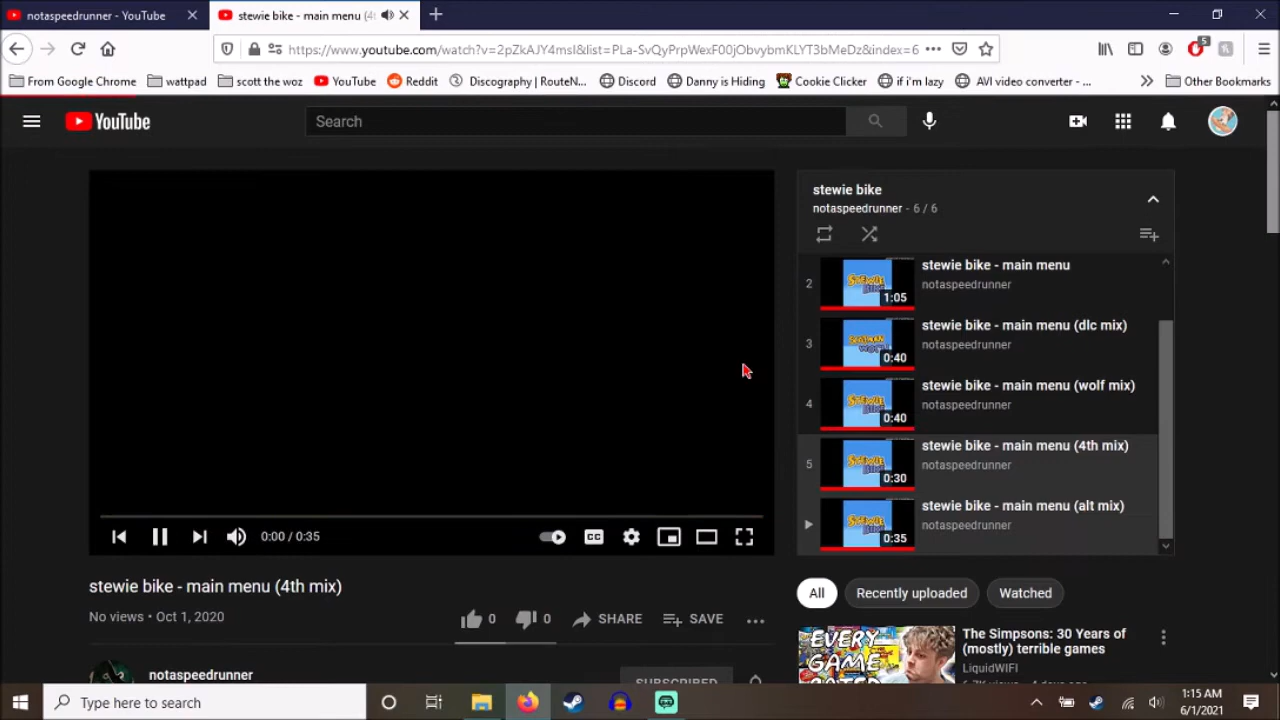 notaspeedrunner - YouTube
stewie bike - main menu (4t
https://www.youtube.com/watch?v=2pZkAJY4msI&list=PLa-SvQyPrpWexF00jObvybmKLYT3bMeDz&index=6
5
From Google Chrome
wattpad
scott the woz
YouTube
Reddit
Discography | RouteN...
Discord
Danny is Hiding
Cookie Clicker
if i'm lazy
AVI video converter - ...
Other Bookmarks
YouTube
Search
stewie bike
notaspeedrunner - 6 / 6
2
1:05
stewie bike - main menu
notaspeedrunner
3
0:40
stewie bike - main menu (dlc mix)
notaspeedrunner
4
0:40
stewie bike - main menu (wolf mix)
notaspeedrunner
5
0:30
stewie bike - main menu (4th mix)
notaspeedrunner
0:35
stewie bike - main menu (alt mix)
notaspeedrunner
0:00 / 0:35
CC
stewie bike - main menu (4th mix)
No views • Oct 1, 2020
0
0
SHARE
SAVE
notaspeedrunner
SUBSCRIBED
All
Recently uploaded
Watched
EVERY
GAME
The Simpsons: 30 Years of
(mostly) terrible games
LiquidWIFI
Type here to search
1:15 AM
6/1/2021